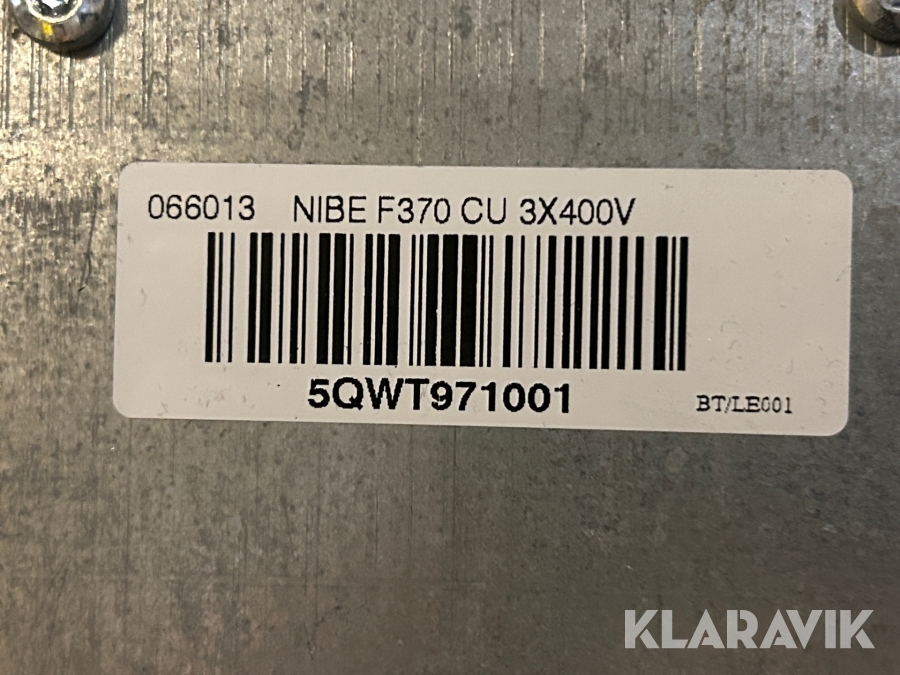 066013 NIBE F370 CU 3X400V
5QWT971001
BT/LE001
KLARAVIK